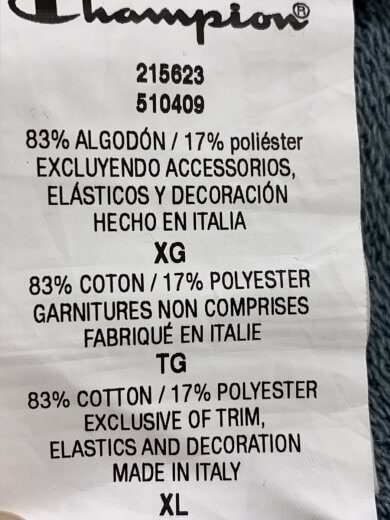 Champion®
215623
510409
83% ALGODÓN / 17% poliéster
EXCLUYENDO ACCESSORIOS,
ELÁSTICOS Y DECORACIÓN
HECHO EN ITALIA
XG
83% COTON / 17% POLYESTER
GARNITURES NON COMPRISES
FABRIQUÉ EN ITALIE
TG
83% COTTON / 17% POLYESTER
EXCLUSIVE OF TRIM,
ELASTICS AND DECORATION
MADE IN ITALY
XL